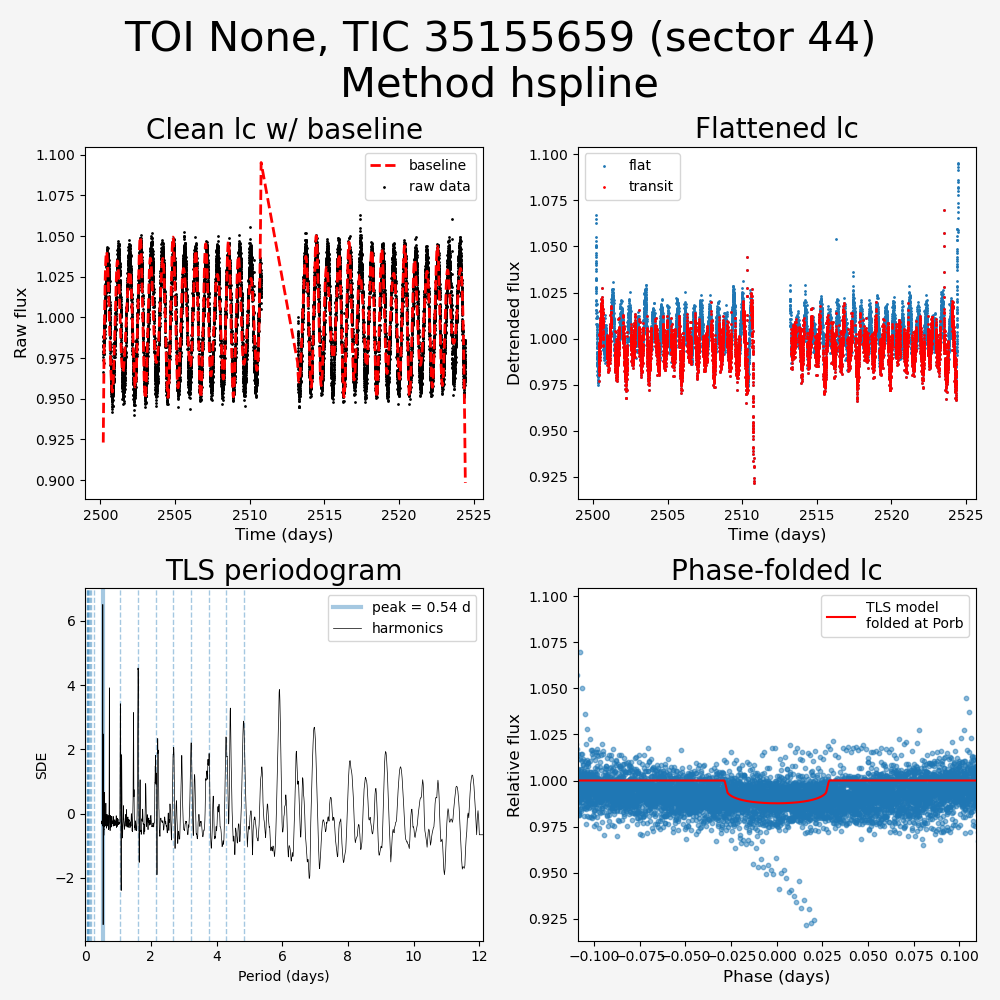 TOI None, TIC 35155659 (sector 44)
Method hspline
Clean lc w/ baseline
Flattened lc
1.100
1.075
1.050
1.025
1.000
0.975
0.950
0.925
0.900
Raw flux
baseline
raw data
2500
2505
2510
2515
2520
2525
Time (days)
1.100
1.075
1.050
1.025
1.000
0.975
0.950
0.925
Detrended flux
flat
transit
2500
2505
2510
2515
2520
2525
Time (days)
TLS periodogram
Phase-folded lc
6
4
2
0
−2
SDE
peak = 0.54 d
harmonics
0
2
4
6
8
10
12
Period (days)
1.100
1.075
1.050
1.025
1.000
0.975
0.950
0.925
Relative flux
TLS model
folded at Porb
−0.100
−0.075
−0.050
−0.025
0.000
0.025
0.050
0.075
0.100
Phase (days)